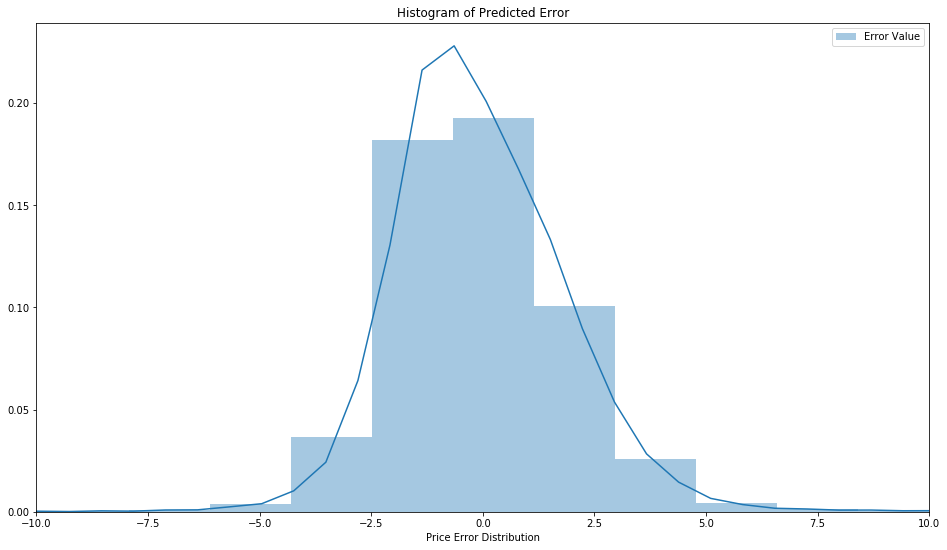 Histogram of Predicted Error
Error Value
0.20
0.15
0.10
0.05
0.00
−10.0 −7.5 −5.0 −2.5 0.0 2.5 5.0 7.5 10.0
Price Error Distribution